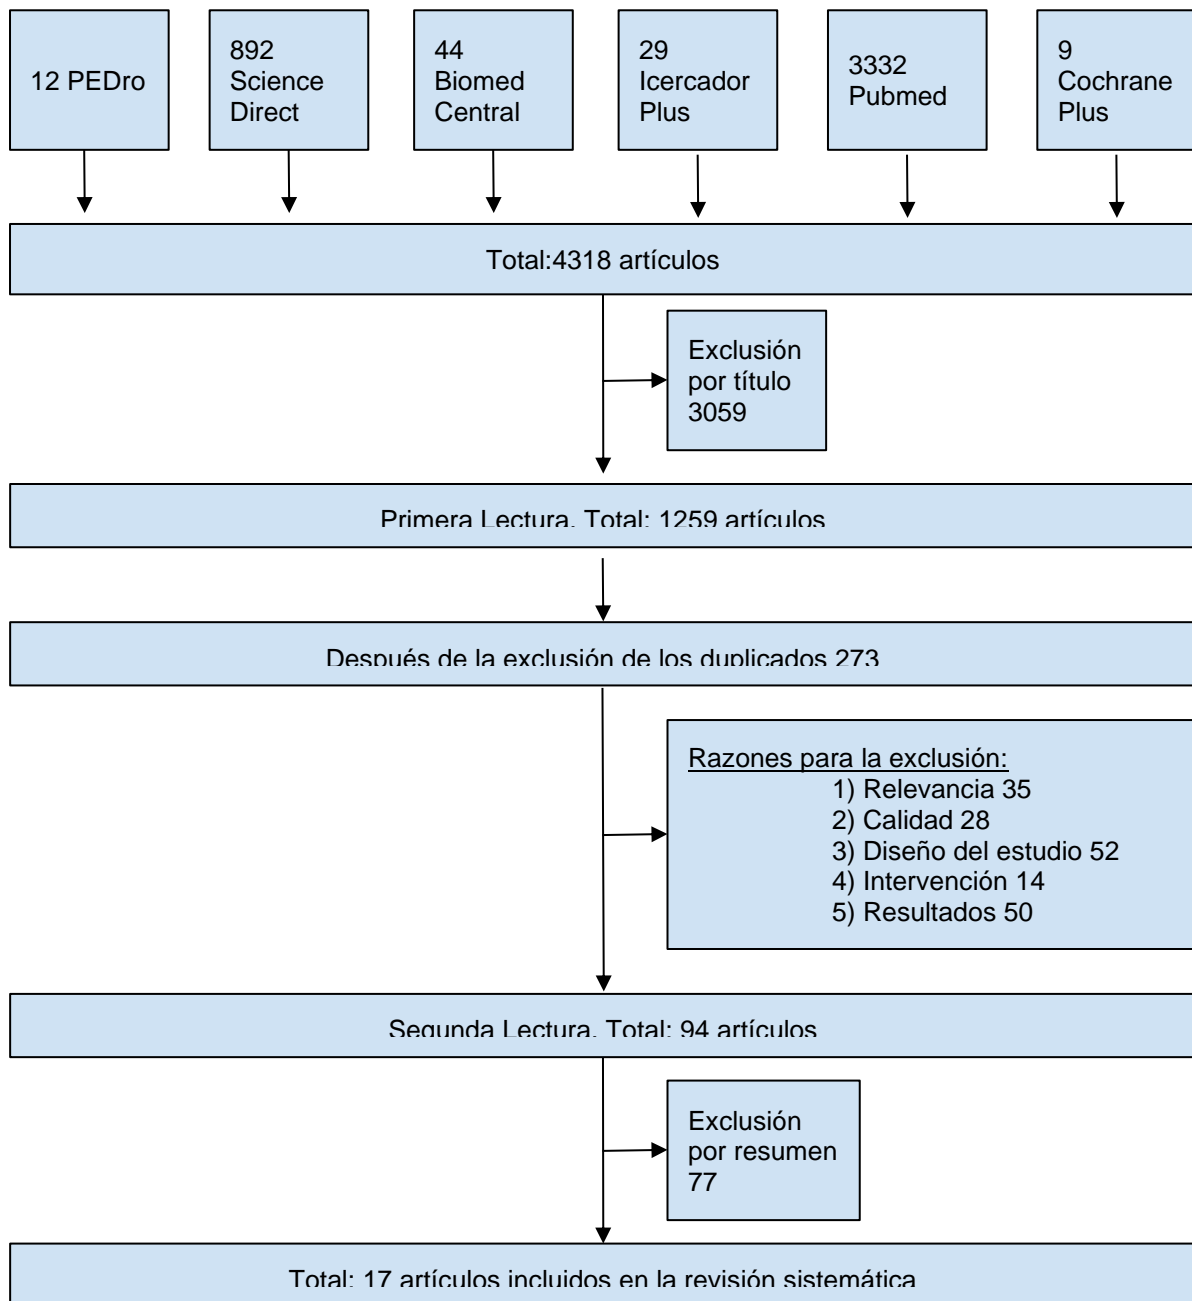 12 PEDro
892
Science
Direct
44
Biomed
Central
29
Icercador
Plus
3332
Pubmed
9
Cochrane
Plus
Total:4318 artículos
Exclusión
por título
3059
Primera Lectura. Total: 1259 artículos
Después de la exclusión de los duplicados 273
Razones para la exclusión:
1) Relevancia 35
2) Calidad 28
3) Diseño del estudio 52
4) Intervención 14
5) Resultados 50
Segunda Lectura. Total: 94 artículos
Exclusión
por resumen
77
Total: 17 artículos incluidos en la revisión sistemática